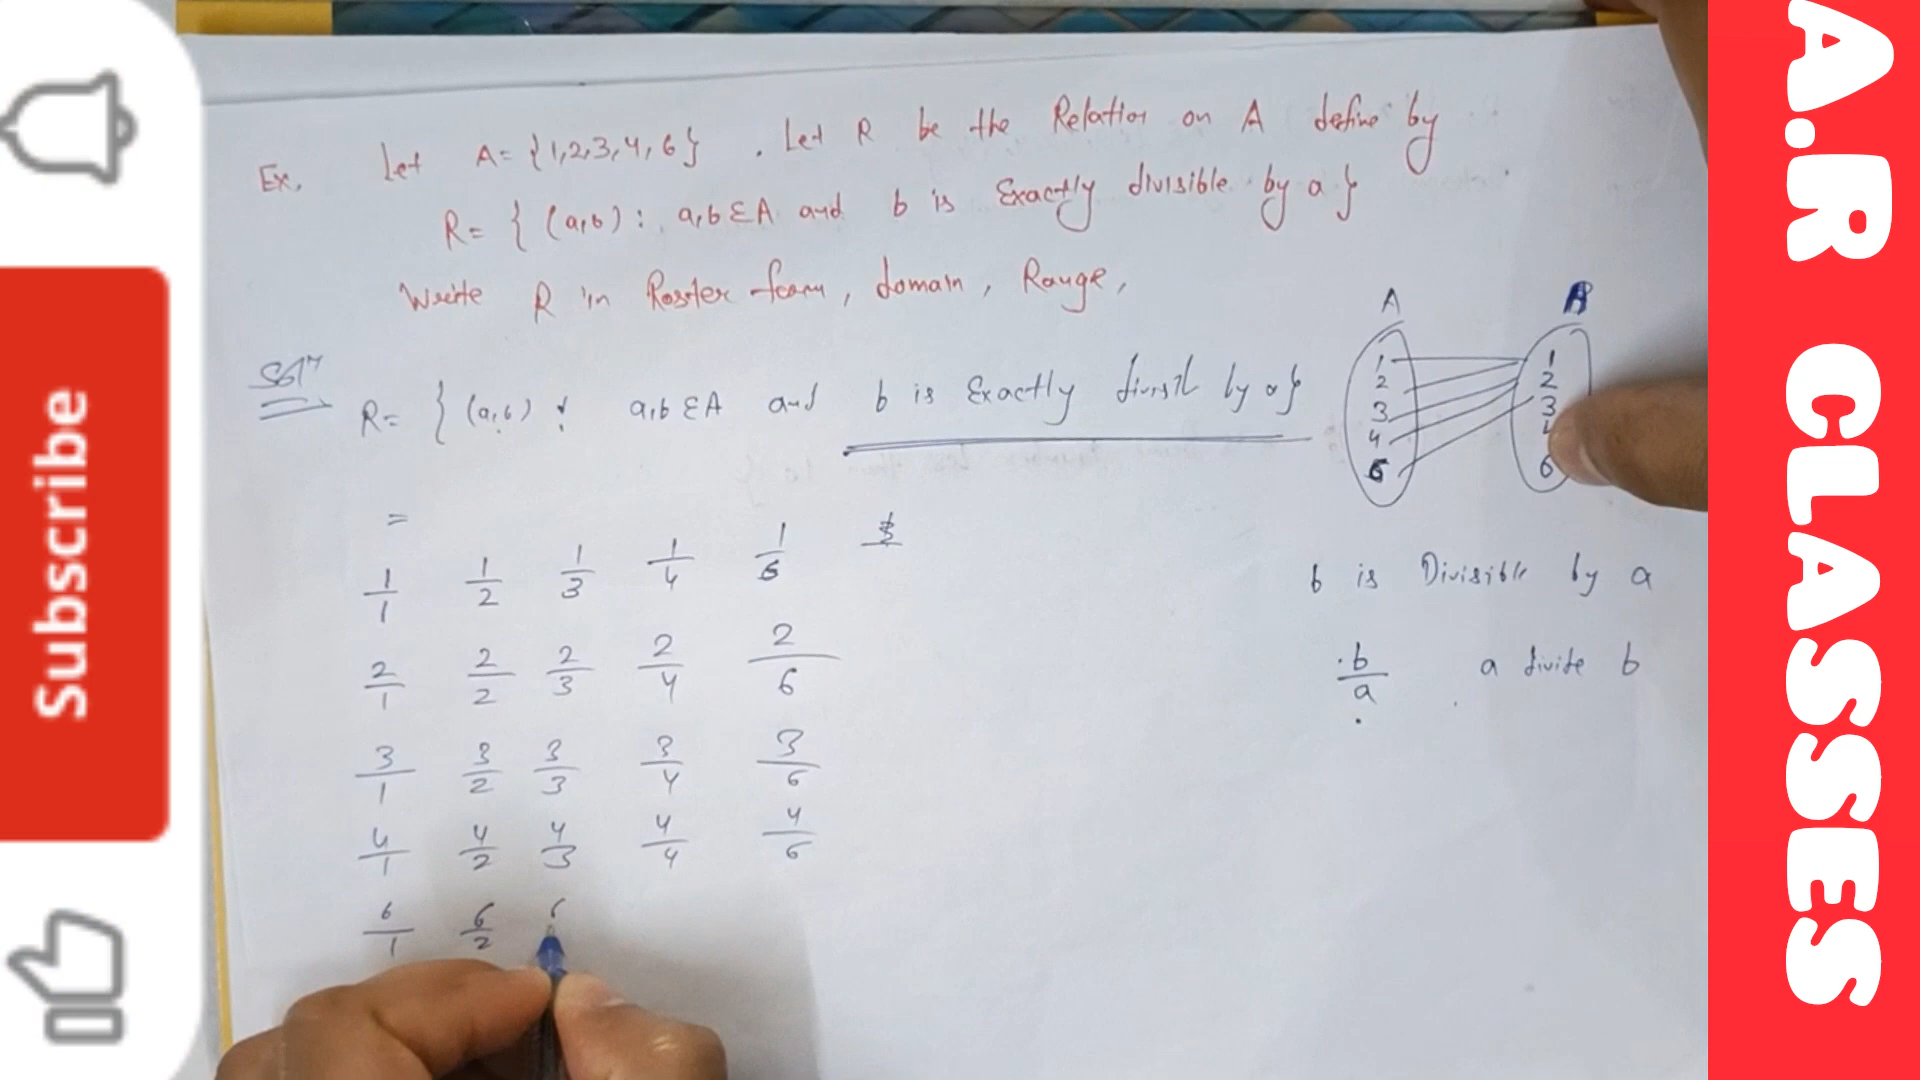 Ex. Let A= {1,2,3,4,6} . Let R be the Relation on A define by
R= { (a,b) : a,b ∈ A and b is Exactly divisible by a }
Write R in Roster form, domain, Range,
Solⁿ
R= { (a,b) : a,b ∈ A and b is Exactly divisil by a}
A
1 1
2 2
3 3
4
6 6
=
1/1 1/2 1/3 1/4 1/6
2/1 2/2 2/3 2/4 2/6
3/1 3/2 3/3 3/4 3/6
4/1 4/2 4/3 4/4 4/6
6/1 6/2 6
b is Divisible by a
b/a a divide b
Subscribe
A.R CLASSES